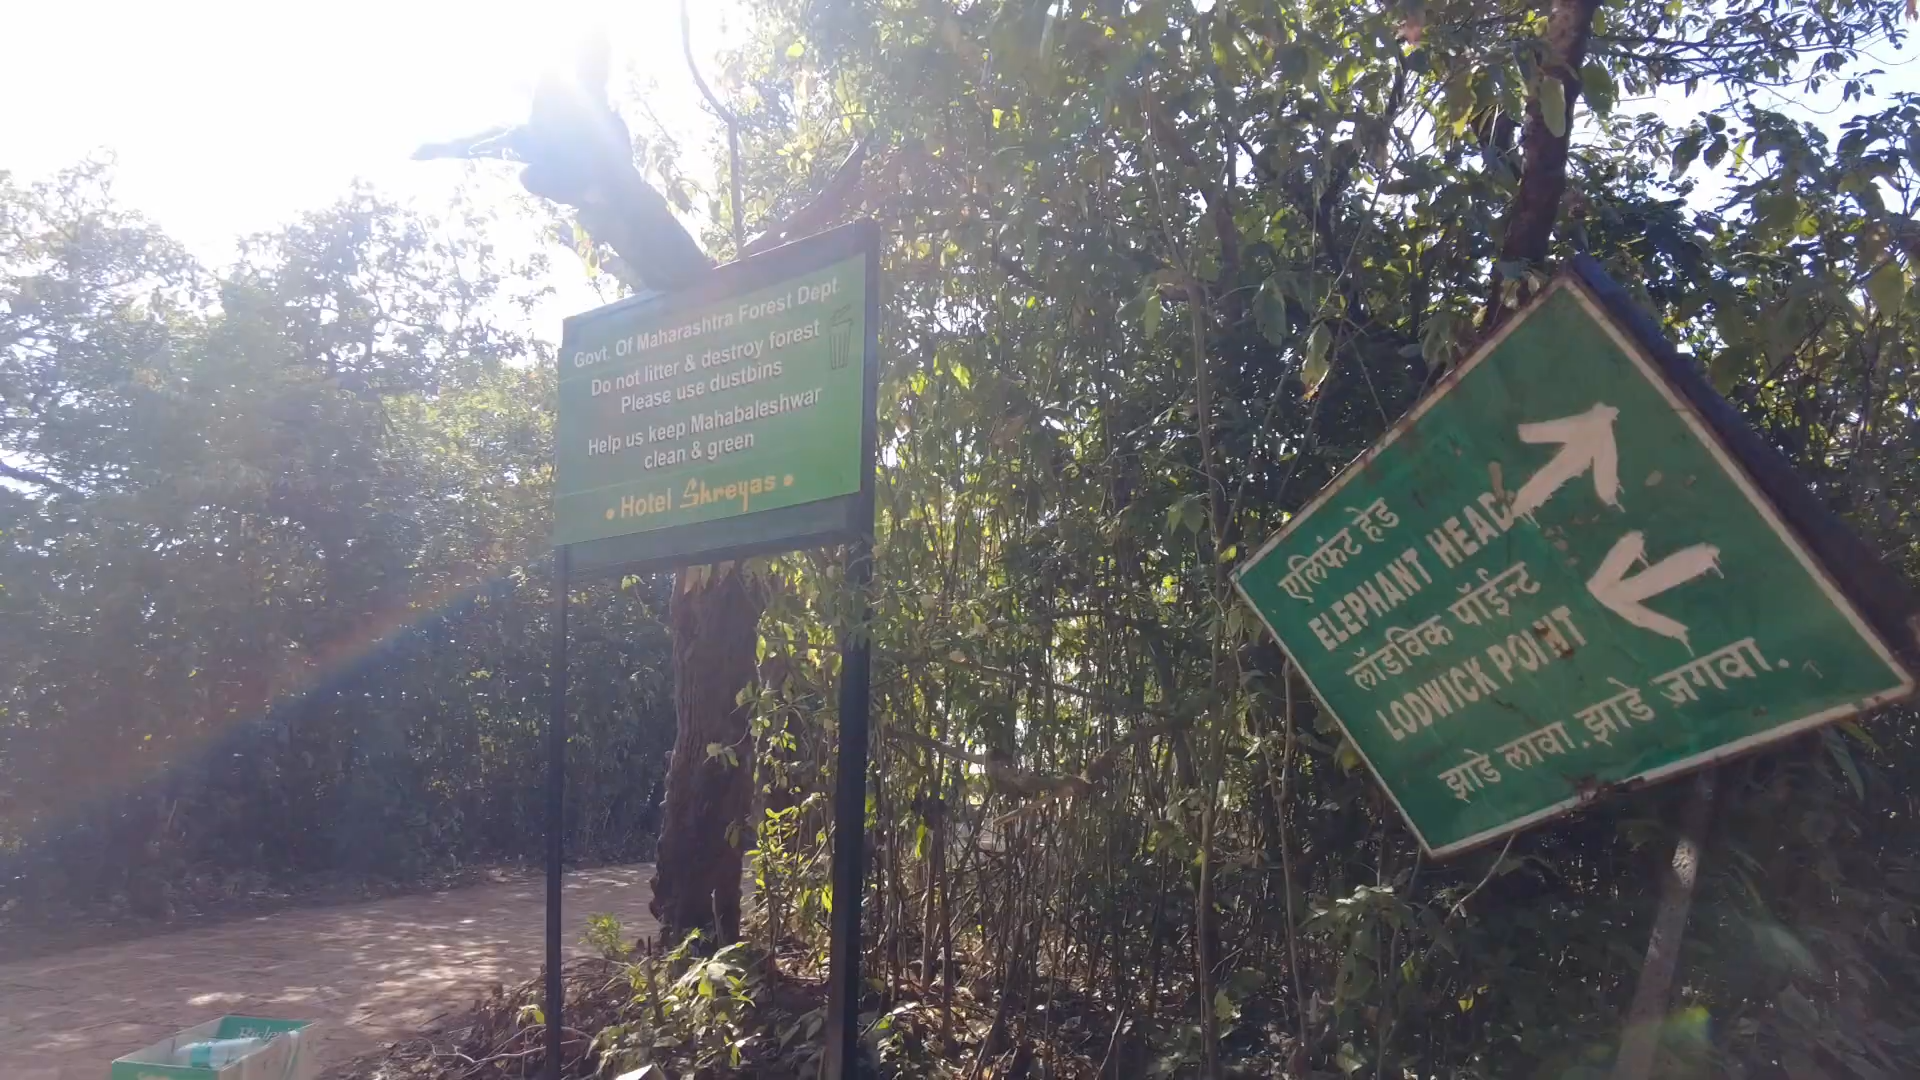 Govt. Of Maharashtra Forest Dept.
Do not litter & destroy forest
Please use dustbins
Help us keep Mahabaleshwar
clean & green
• Hotel Shreyas •
एलिफंट हेड
ELEPHANT HEAD
लॉडविक पॉईन्ट
LODWICK POINT
झाडे लावा. झाडे जगवा.